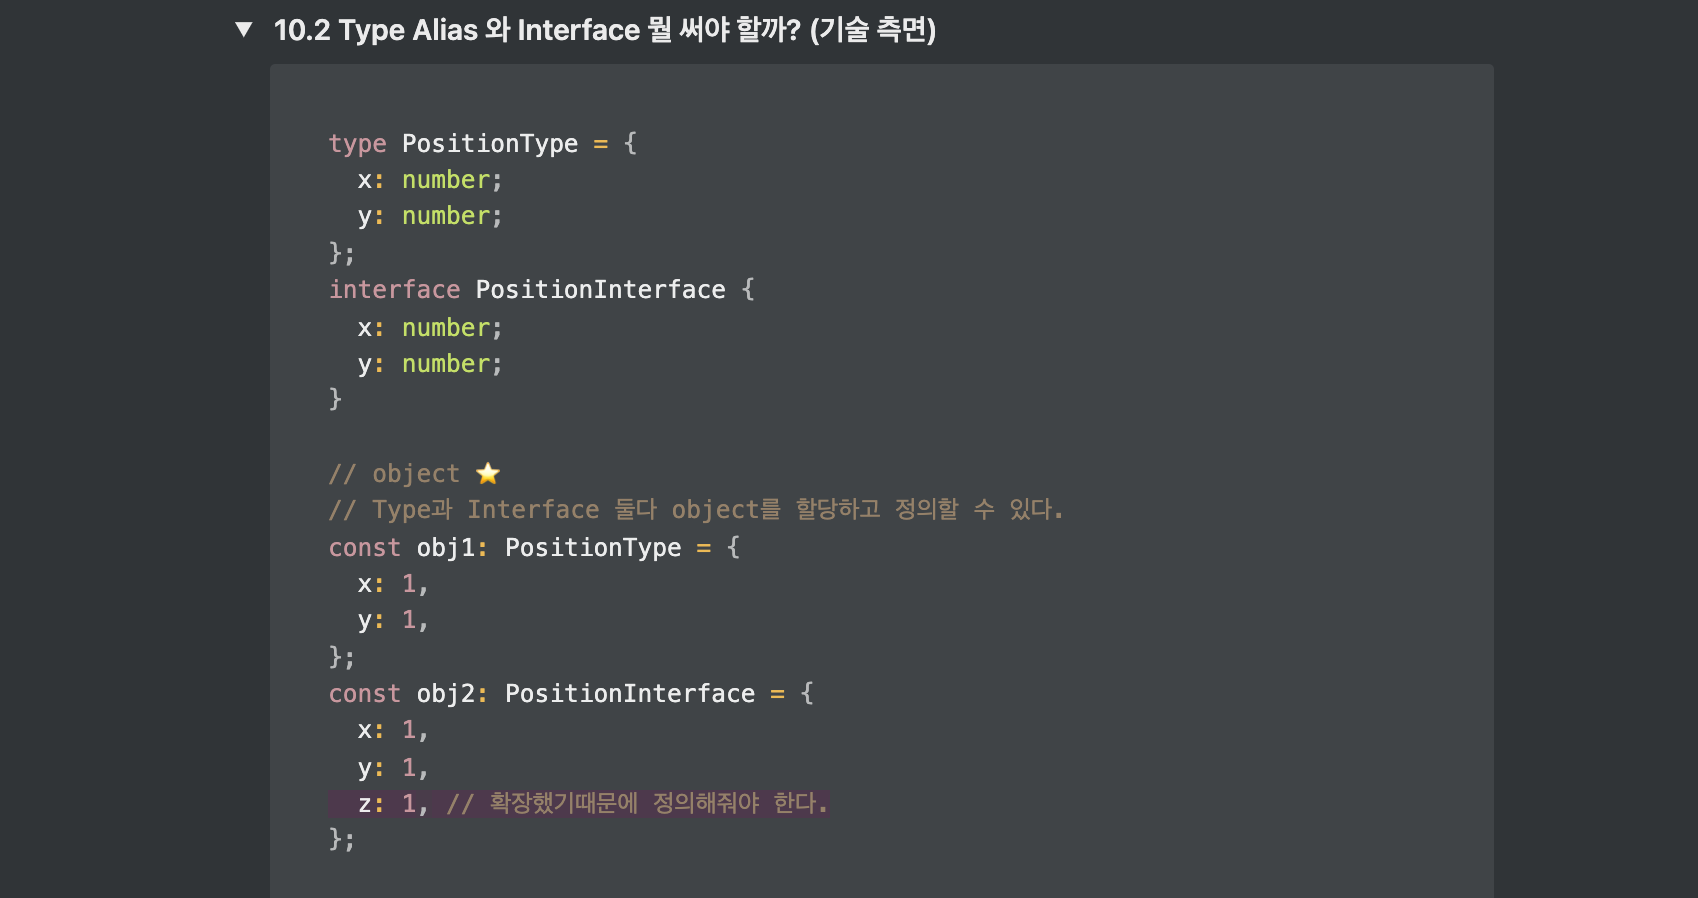 ▼ 10.2 Type Alias 와 Interface 뭘 써야 할까? (기술 측면)
type PositionType = {
  x: number;
  y: number;
};
interface PositionInterface {
  x: number;
  y: number;
}
// object ⭐
// Type과 Interface 둘다 object를 할당하고 정의할 수 있다.
const obj1: PositionType = {
  x: 1,
  y: 1,
};
const obj2: PositionInterface = {
  x: 1,
  y: 1,
  z: 1, // 확장했기때문에 정의해줘야 한다.
};